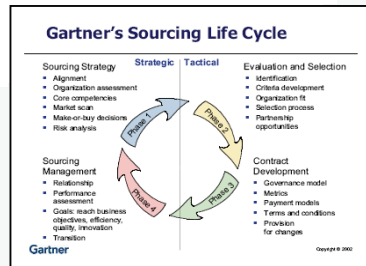 Gartner's Sourcing Life Cycle
Strategic
Tactical
Sourcing Strategy
Alignment
Organization assessment
Core competencies
Market scan
Make-or-buy decisions
Risk analysis
Evaluation and Selection
Identification
Criteria development
Organization fit
Selection process
Partnership
opportunities
Phase 1
Phase 2
Phase 3
Phase 4
Sourcing
Management
Relationship
Performance
assessment
Goals: reach business
objectives, efficiency,
quality, innovation
Transition
Contract
Development
Governance model
Metrics
Payment models
Terms and conditions
Provision
for changes
Gartner
Copyright © 2002